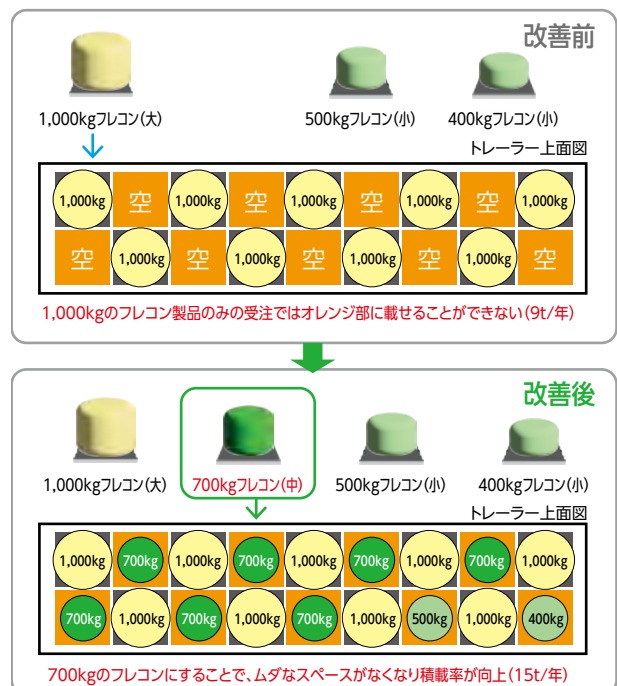 改善前
1,000kgフレコン(大)
500kgフレコン(小)
400kgフレコン(小)
トレーラー上面図
1,000kg 空 1,000kg 空 1,000kg 空 1,000kg 空 1,000kg
空 1,000kg 空 1,000kg 空 1,000kg 空 1,000kg 空
1,000kgのフレコン製品のみの受注ではオレンジ部に載せることができない(9t/年)
改善後
1,000kgフレコン(大)
700kgフレコン(中)
500kgフレコン(小)
400kgフレコン(小)
トレーラー上面図
1,000kg 700kg 1,000kg 700kg 1,000kg 700kg 1,000kg 700kg 1,000kg
700kg 1,000kg 700kg 1,000kg 700kg 1,000kg 500kg 1,000kg 400kg
700kgのフレコンにすることで、ムダなスペースがなくなり積載率が向上(15t/年)